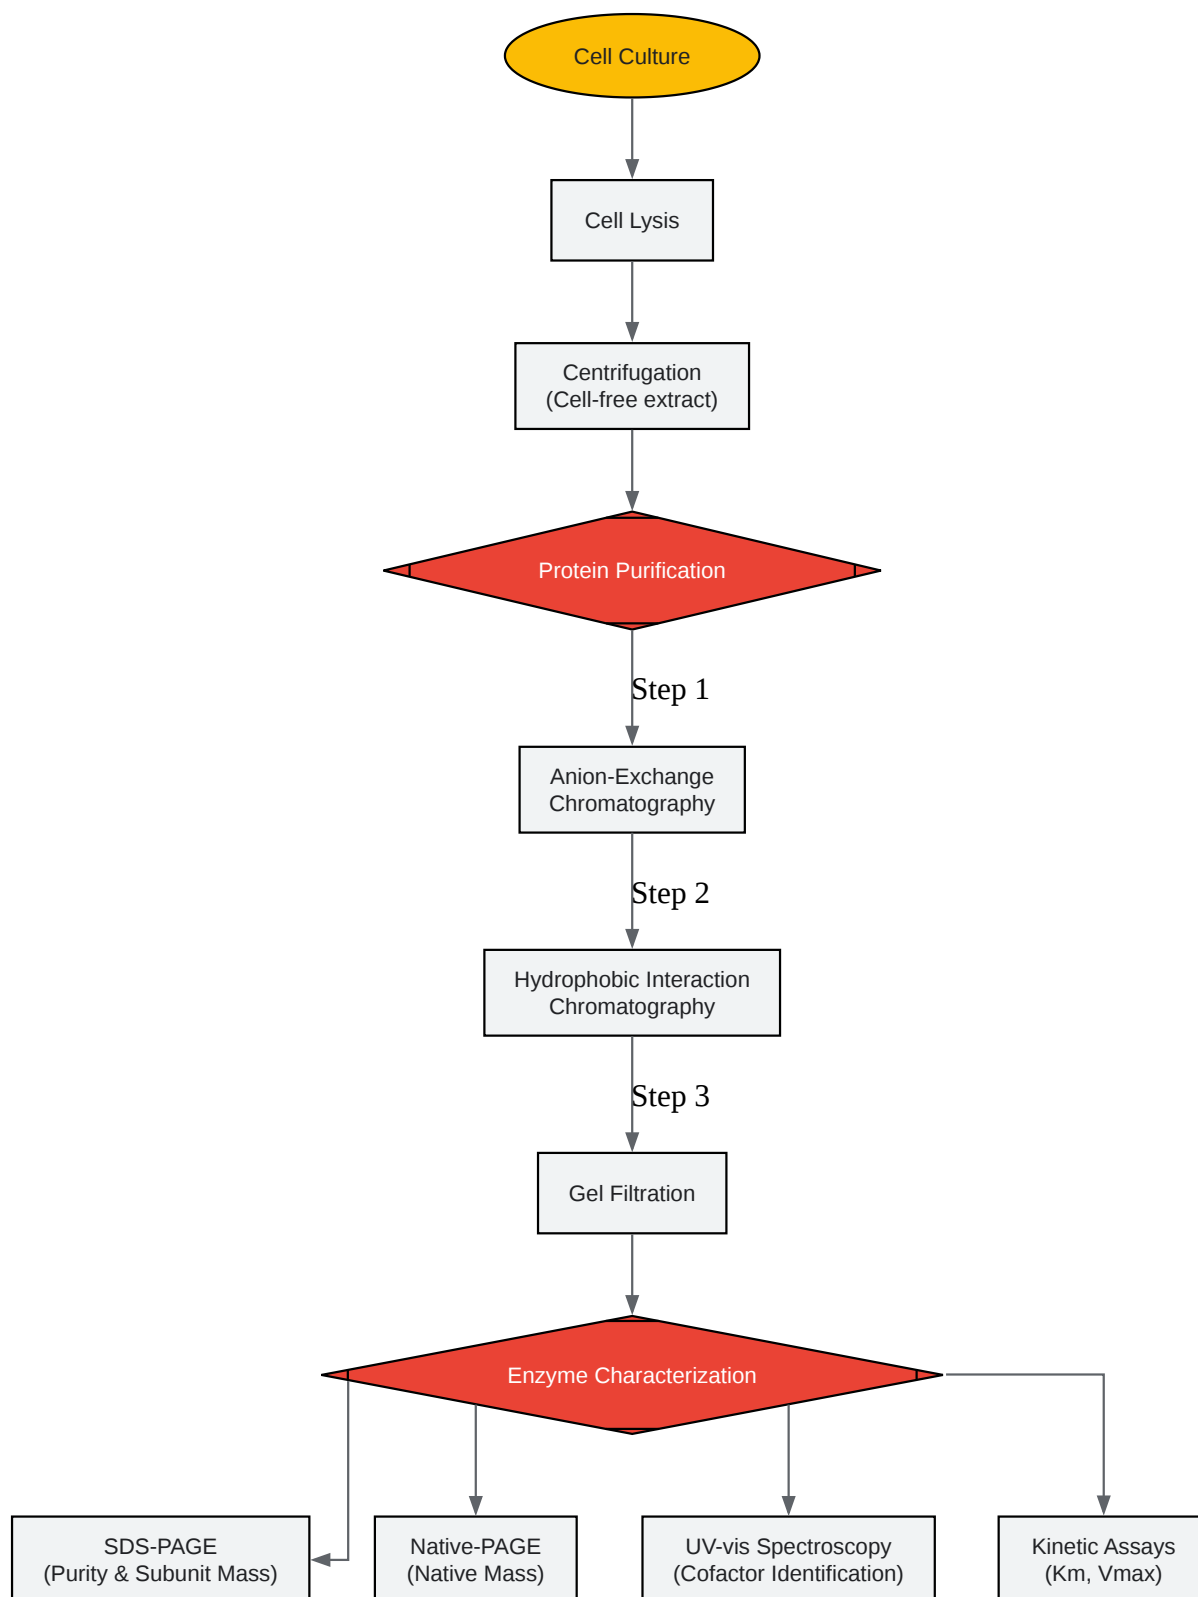 Cell Culture
Cell Lysis
Centrifugation
(Cell-free extract)
Protein Purification
Step 1
Anion-Exchange
Chromatography
Step 2
Hydrophobic Interaction
Chromatography
Step 3
Gel Filtration
Enzyme Characterization
SDS-PAGE
(Purity & Subunit Mass)
Native-PAGE
(Native Mass)
UV-vis Spectroscopy
(Cofactor Identification)
Kinetic Assays
(Km, Vmax)